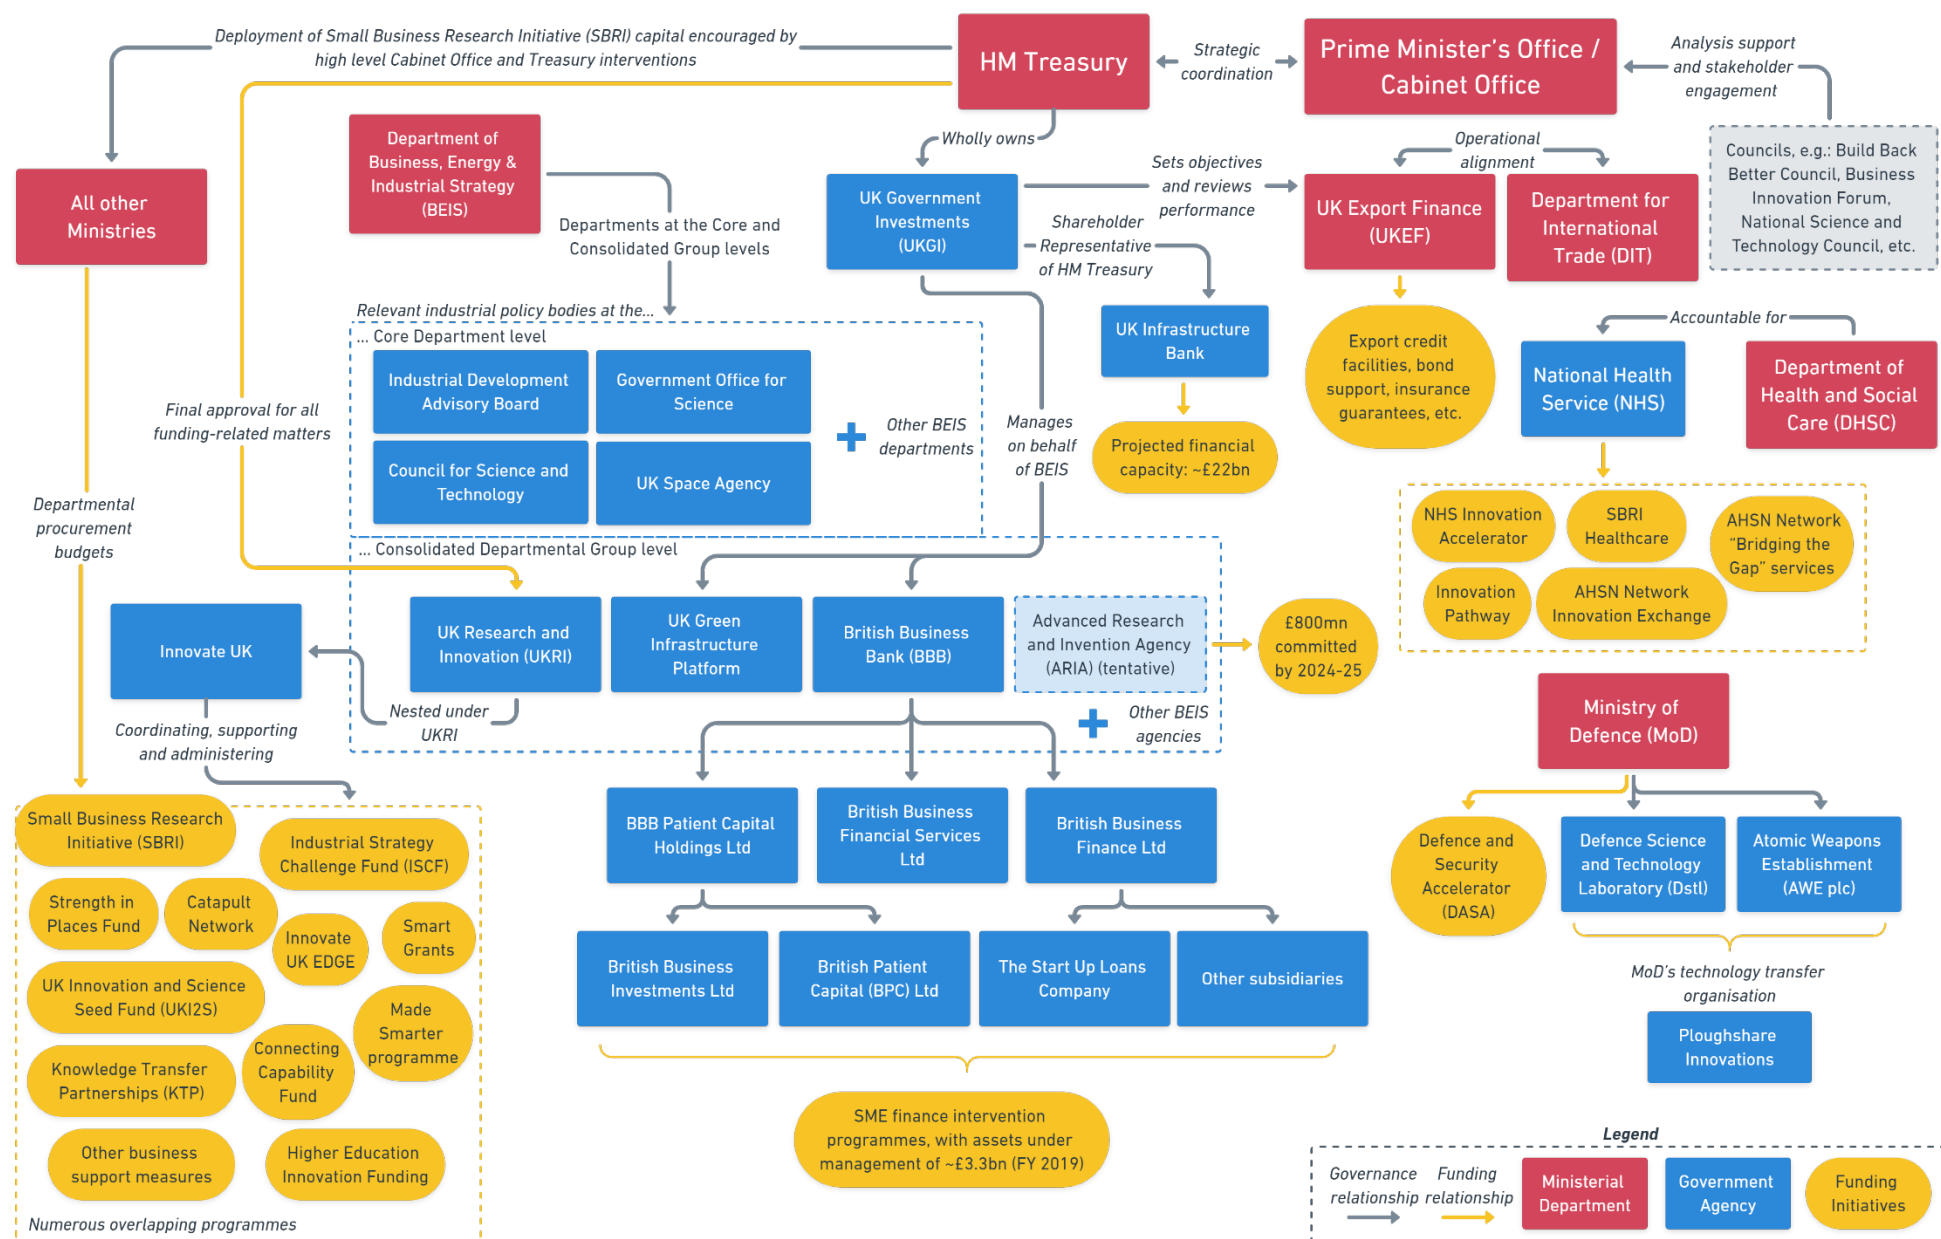 Deployment of Small Business Research Initiative (SBRI) capital encouraged by
high level Cabinet Office and Treasury interventions
HM Treasury
Strategic
coordination
Prime Minister's Office /
Cabinet Office
Analysis support
and stakeholder
engagement
Department of
Business, Energy &
Industrial Strategy
(BEIS)
Wholly owns
Operational
alignment
Councils, e.g.: Build Back
Better Council, Business
Innovation Forum,
National Science and
Technology Council, etc.
All other
Ministries
Departments at the Core and
Consolidated Group levels
UK Government
Investments
(UKGI)
Sets objectives
and reviews
performance
Shareholder
Representative
of HM Treasury
UK Export Finance
(UKEF)
Department for
International
Trade (DIT)
Relevant industrial policy bodies at the...
... Core Department level
Industrial Development
Advisory Board
Government Office for
Science
Council for Science and
Technology
UK Space Agency
Other BEIS
departments
Manages
on behalf
of BEIS
UK Infrastructure
Bank
Projected financial
capacity: ~£22bn
Export credit
facilities, bond
support, insurance
guarantees, etc.
Accountable for
National Health
Service (NHS)
Department of
Health and Social
Care (DHSC)
Final approval for all
funding-related matters
Departmental
procurement
budgets
NHS Innovation
Accelerator
SBRI
Healthcare
AHSN Network
“Bridging the
Gap” services
Innovation
Pathway
AHSN Network
Innovation Exchange
... Consolidated Departmental Group level
Innovate UK
UK Research and
Innovation (UKRI)
UK Green
Infrastructure
Platform
British Business
Bank (BBB)
Advanced Research
and Invention Agency
(ARIA) (tentative)
£800mn
committed
by 2024-25
Nested under
UKRI
Other BEIS
agencies
Coordinating, supporting
and administering
Ministry of
Defence (MoD)
Small Business Research
Initiative (SBRI)
Industrial Strategy
Challenge Fund (ISCF)
Strength in
Places Fund
Catapult
Network
Innovate
UK EDGE
Smart
Grants
UK Innovation and Science
Seed Fund (UKI2S)
Made
Smarter
programme
Connecting
Capability
Fund
Knowledge Transfer
Partnerships (KTP)
Other business
support measures
Higher Education
Innovation Funding
Numerous overlapping programmes
BBB Patient Capital
Holdings Ltd
British Business
Financial Services
Ltd
British Business
Finance Ltd
British Business
Investments Ltd
British Patient
Capital (BPC) Ltd
The Start Up Loans
Company
Other subsidiaries
SME finance intervention
programmes, with assets under
management of ~£3.3bn (FY 2019)
Defence and
Security
Accelerator
(DASA)
Defence Science
and Technology
Laboratory (Dstl)
Atomic Weapons
Establishment
(AWE plc)
MoD's technology transfer
organisation
Ploughshare
Innovations
Legend
Governance
relationship
Funding
relationship
Ministerial
Department
Government
Agency
Funding
Initiatives